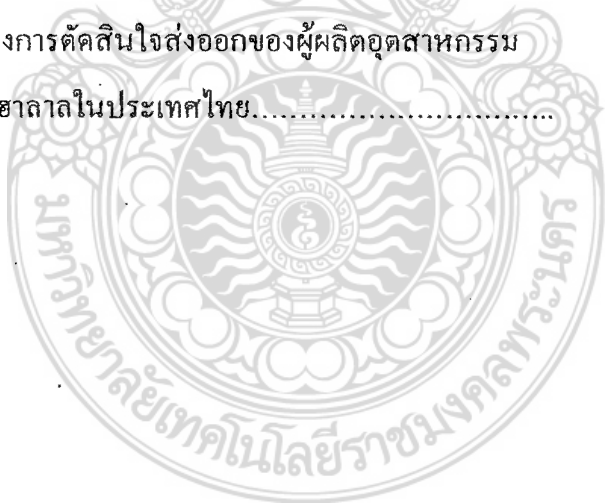 งการตัดสินใจส่งออกของผู้ผลิตอุตสาหกรรม
ฮาลาลในประเทศไทย................................
มหาวิทยาลัยเทคโนโลยีราชมงคลพระนคร